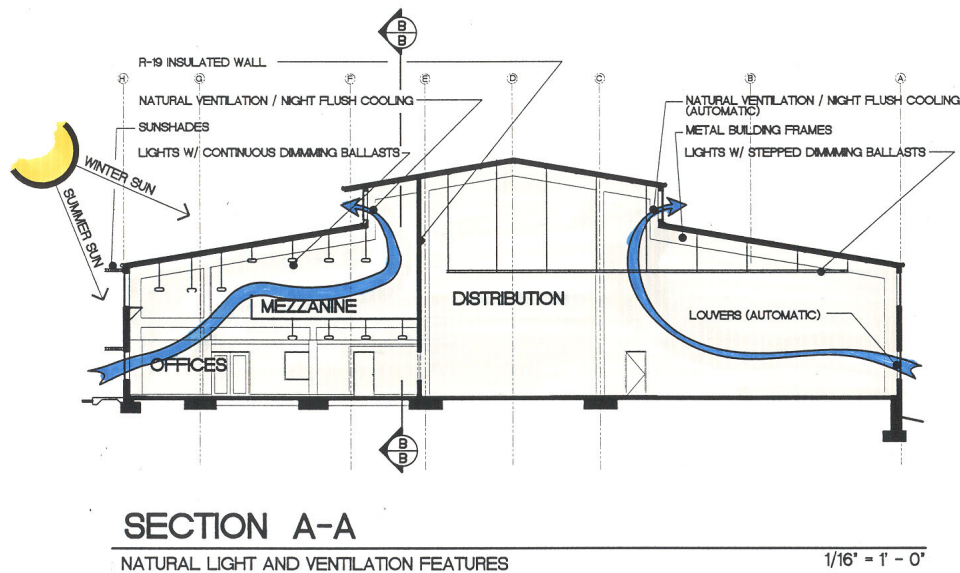 B
B
R-19 INSULATED WALL
H
G
F
E
D
C
B
A
NATURAL VENTILATION / NIGHT FLUSH COOLING
NATURAL VENTILATION / NIGHT FLUSH COOLING
(AUTOMATIC)
SUNSHADES
METAL BUILDING FRAMES
LIGHTS W/ CONTINUOUS DIMMMING BALLASTS
LIGHTS W/ STEPPED DIMMMING BALLASTS
WINTER SUN
SUMMER SUN
MEZZANINE
DISTRIBUTION
LOUVERS (AUTOMATIC)
OFFICES
B
B
SECTION A-A
NATURAL LIGHT AND VENTILATION FEATURES
1/16" = 1' - 0"